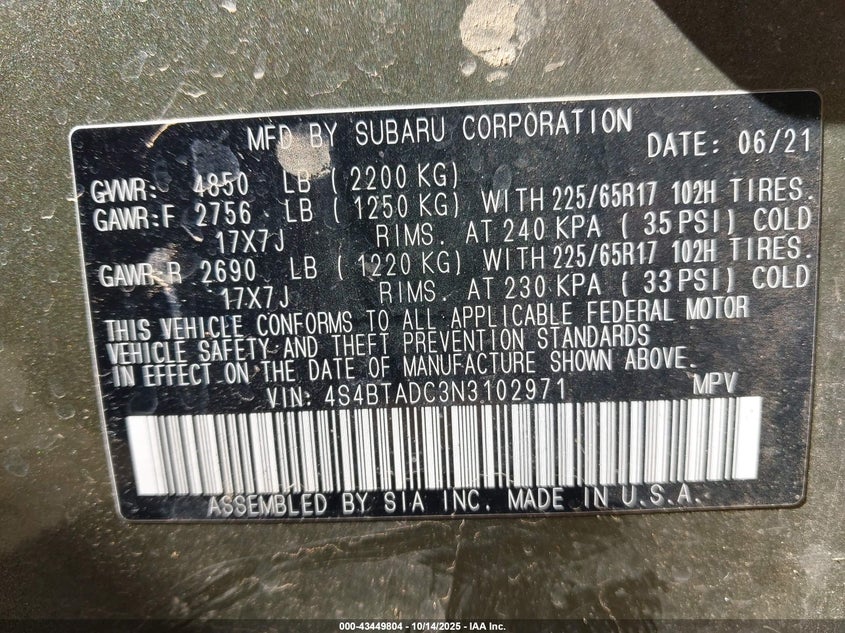 MFD BY SUBARU CORPORATION DATE: 06/21
GVWR: 4850 LB ( 2200 KG)
GAWR:F 2756 LB ( 1250 KG) WITH 225/65R17 102H TIRES.
17X7J RIMS. AT 240 KPA ( 35 PSI) COLD
GAWR:R 2690 LB ( 1220 KG) WITH 225/65R17 102H TIRES.
17X7J RIMS. AT 230 KPA ( 33 PSI) COLD
THIS VEHICLE CONFORMS TO ALL APPLICABLE FEDERAL MOTOR
VEHICLE SAFETY AND THEFT PREVENTION STANDARDS
IN EFFECT ON THE DATE OF MANUFACTURE SHOWN ABOVE.
VIN: 4S4BTADC3N3102971 MPV
ASSEMBLED BY SIA INC. MADE IN U.S.A.
000-43449804 - 10/14/2025 - IAA Inc.